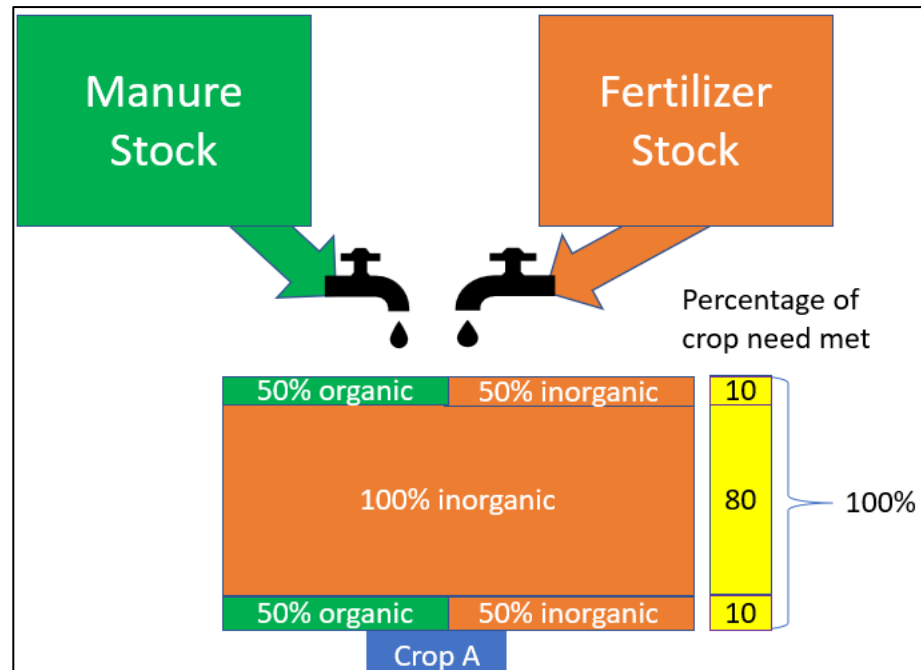 Manure
Stock
Fertilizer
Stock
Percentage of
crop need met
50% organic
50% inorganic
10
100% inorganic
80
100%
50% organic
50% inorganic
10
Crop A